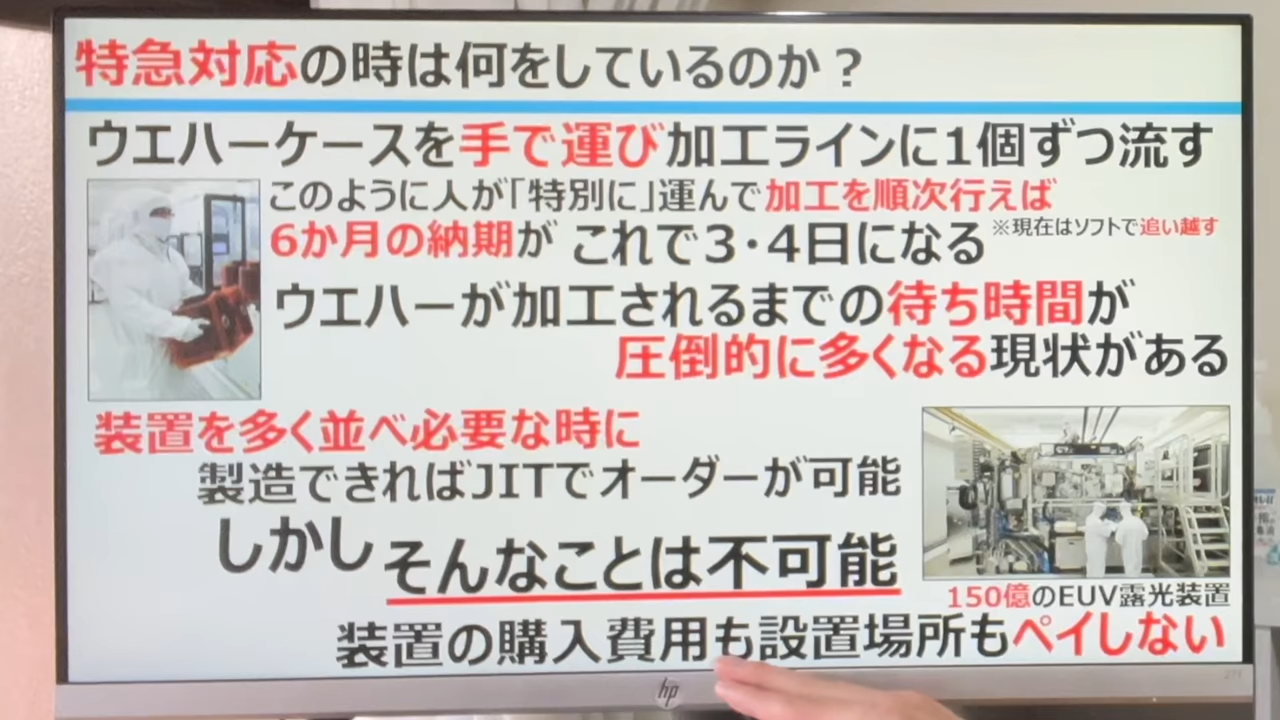 特急対応の時は何をしているのか？
ウエハーケースを手で運び加工ラインに1個ずつ流す
このように人が「特別に」運んで加工を順次行えば
6か月の納期が これで3・4日になる ※現在はソフトで追い越す
ウエハーが加工されるまでの待ち時間が
圧倒的に多くなる現状がある
装置を多く並べ必要な時に
製造できればJITでオーダーが可能
しかし そんなことは不可能
150億のEUV露光装置
装置の購入費用も設置場所もペイしない
hp